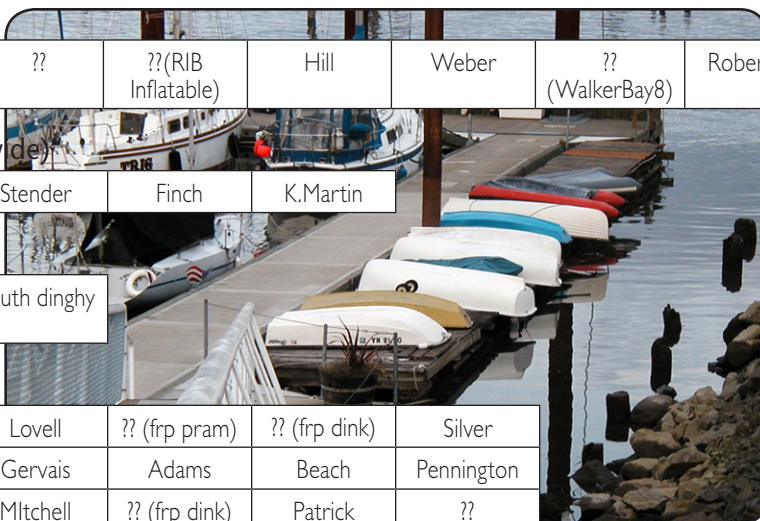 ?? ??(RIB Hill Weber ?? Rober
Inflatable) (WalkerBay8)
ide)
TRIG
Stender Finch K.Martin
uth dinghy
Lovell ?? (frp pram) ?? (frp dink) Silver
Gervais Adams Beach Pennington
MItchell ?? (frp dink) Patrick ??